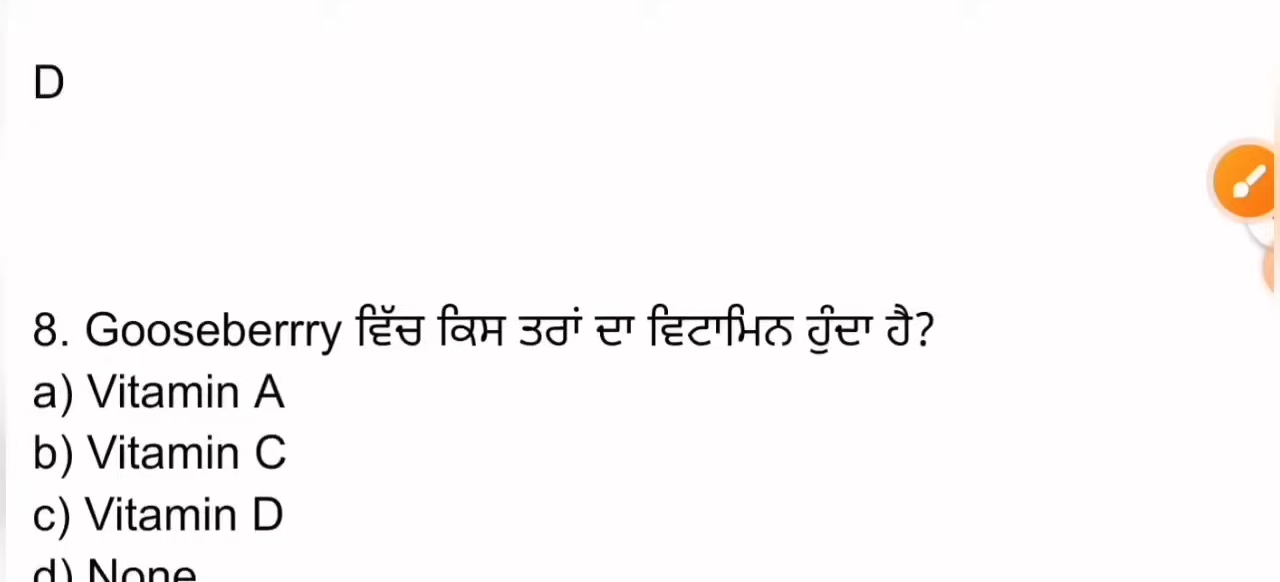 D
8. Gooseberrry ਵਿੱਚ ਕਿਸ ਤਰਾਂ ਦਾ ਵਿਟਾਮਿਨ ਹੁੰਦਾ ਹੈ?
a) Vitamin A
b) Vitamin C
c) Vitamin D
d) None